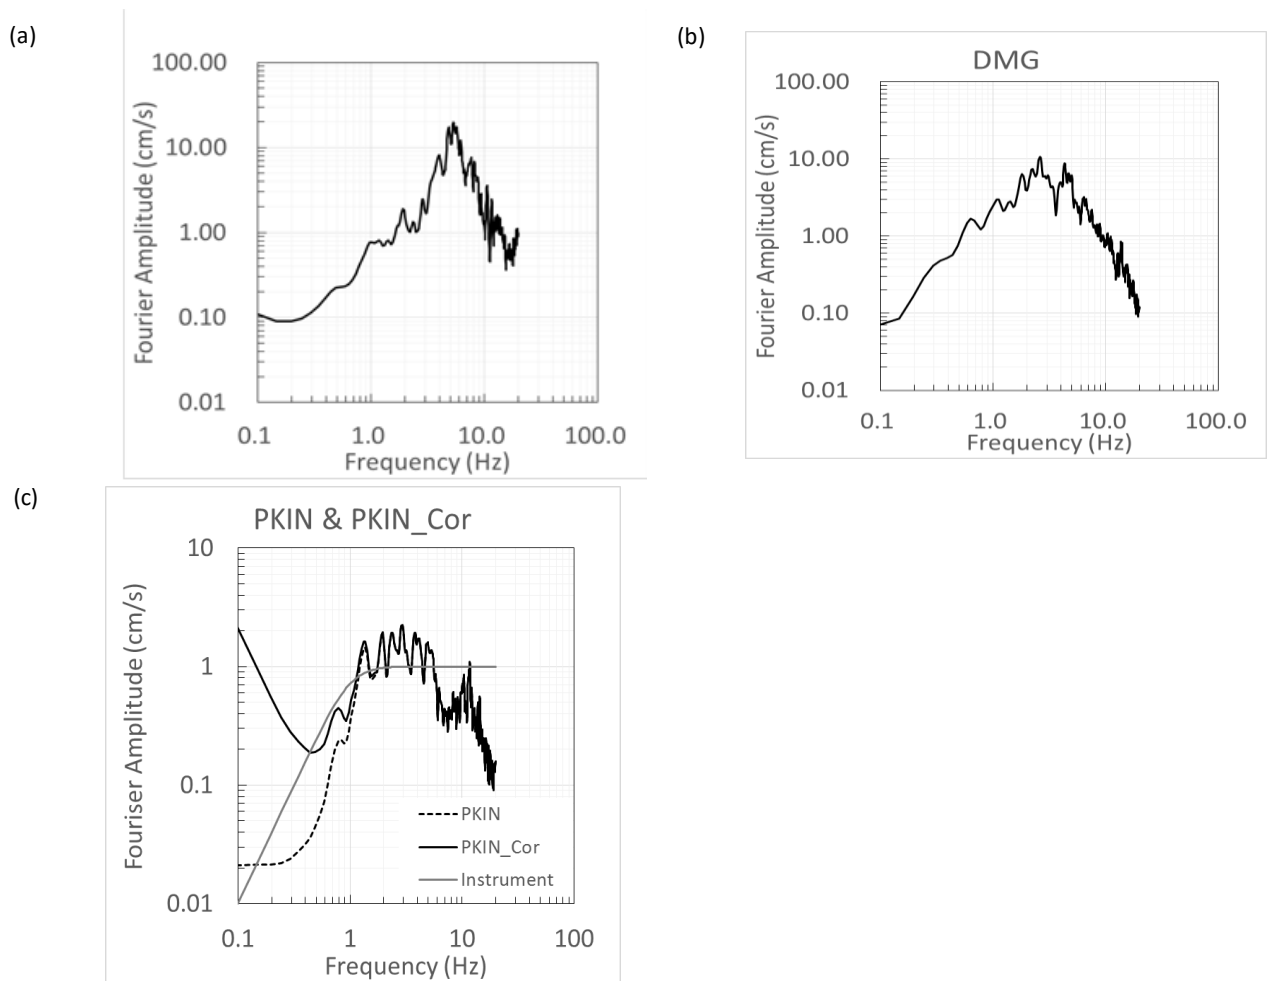 (a)
100.00
10.00
1.00
0.10
0.01
Fourier Amplitude (cm/s)
0.1 1.0 10.0 100.0
Frequency (Hz)
(b)
DMG
100.00
10.00
1.00
0.10
0.01
Fourier Amplitude (cm/s)
0.1 1.0 10.0 100.0
Frequency (Hz)
(c)
PKIN & PKIN_Cor
10
1
0.1
0.01
Fouriser Amplitude (cm/s)
PKIN
PKIN_Cor
Instrument
0.1 1 10 100
Frequency (Hz)